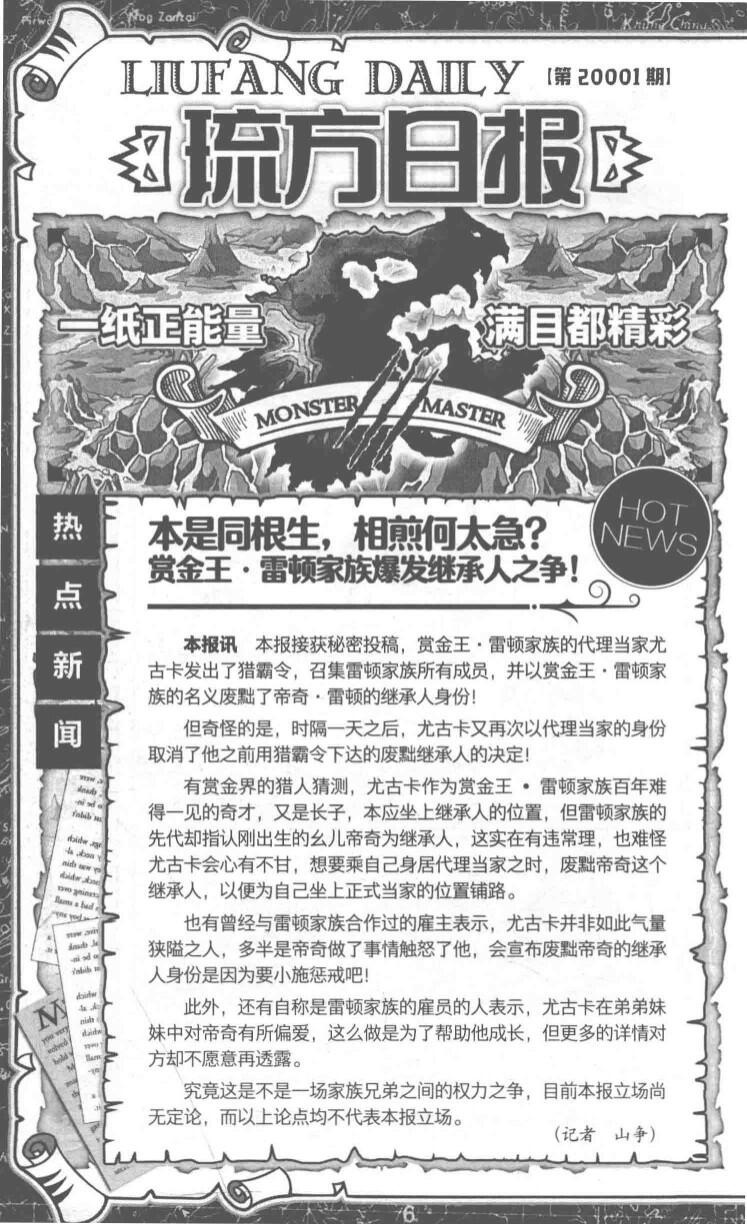 Nog Zantai
LIUFANG DAILY 【第 20001 期】
琉方日报
一纸正能量
满目都精彩
MONSTER MASTER
热点新闻
HOT
NEWS
本是同根生，相煎何太急？
赏金王·雷顿家族爆发继承人之争！
本报讯 本报接获秘密投稿，赏金王·雷顿家族的代理当家尤
古卡发出了猎霸令，召集雷顿家族所有成员，并以赏金王·雷顿家
族的名义废黜了帝奇·雷顿的继承人身份！
但奇怪的是，时隔一天之后，尤古卡又再次以代理当家的身份
取消了他之前用猎霸令下达的废黜继承人的决定！
有赏金界的猎人猜测，尤古卡作为赏金王·雷顿家族百年难
得一见的奇才，又是长子，本应坐上继承人的位置，但雷顿家族的
先代却指认刚出生的幺儿帝奇为继承人，这实在有违常理，也难怪
尤古卡会心有不甘，想要乘自己身居代理当家之时，废黜帝奇这个
继承人，以便为自己坐上正式当家的位置铺路。
也有曾经与雷顿家族合作过的雇主表示，尤古卡并非如此气量
狭隘之人，多半是帝奇做了事情触怒了他，会宣布废黜帝奇的继承
人身份是因为要小施惩戒吧！
此外，还有自称是雷顿家族的雇员的人表示，尤古卡在弟弟妹
妹中对帝奇有所偏爱，这么做是为了帮助他成长，但更多的详情对
方却不愿意再透露。
究竟这是不是一场家族兄弟之间的权力之争，目前本报立场尚
无定论，而以上论点均不代表本报立场。
（记者 山争）
6